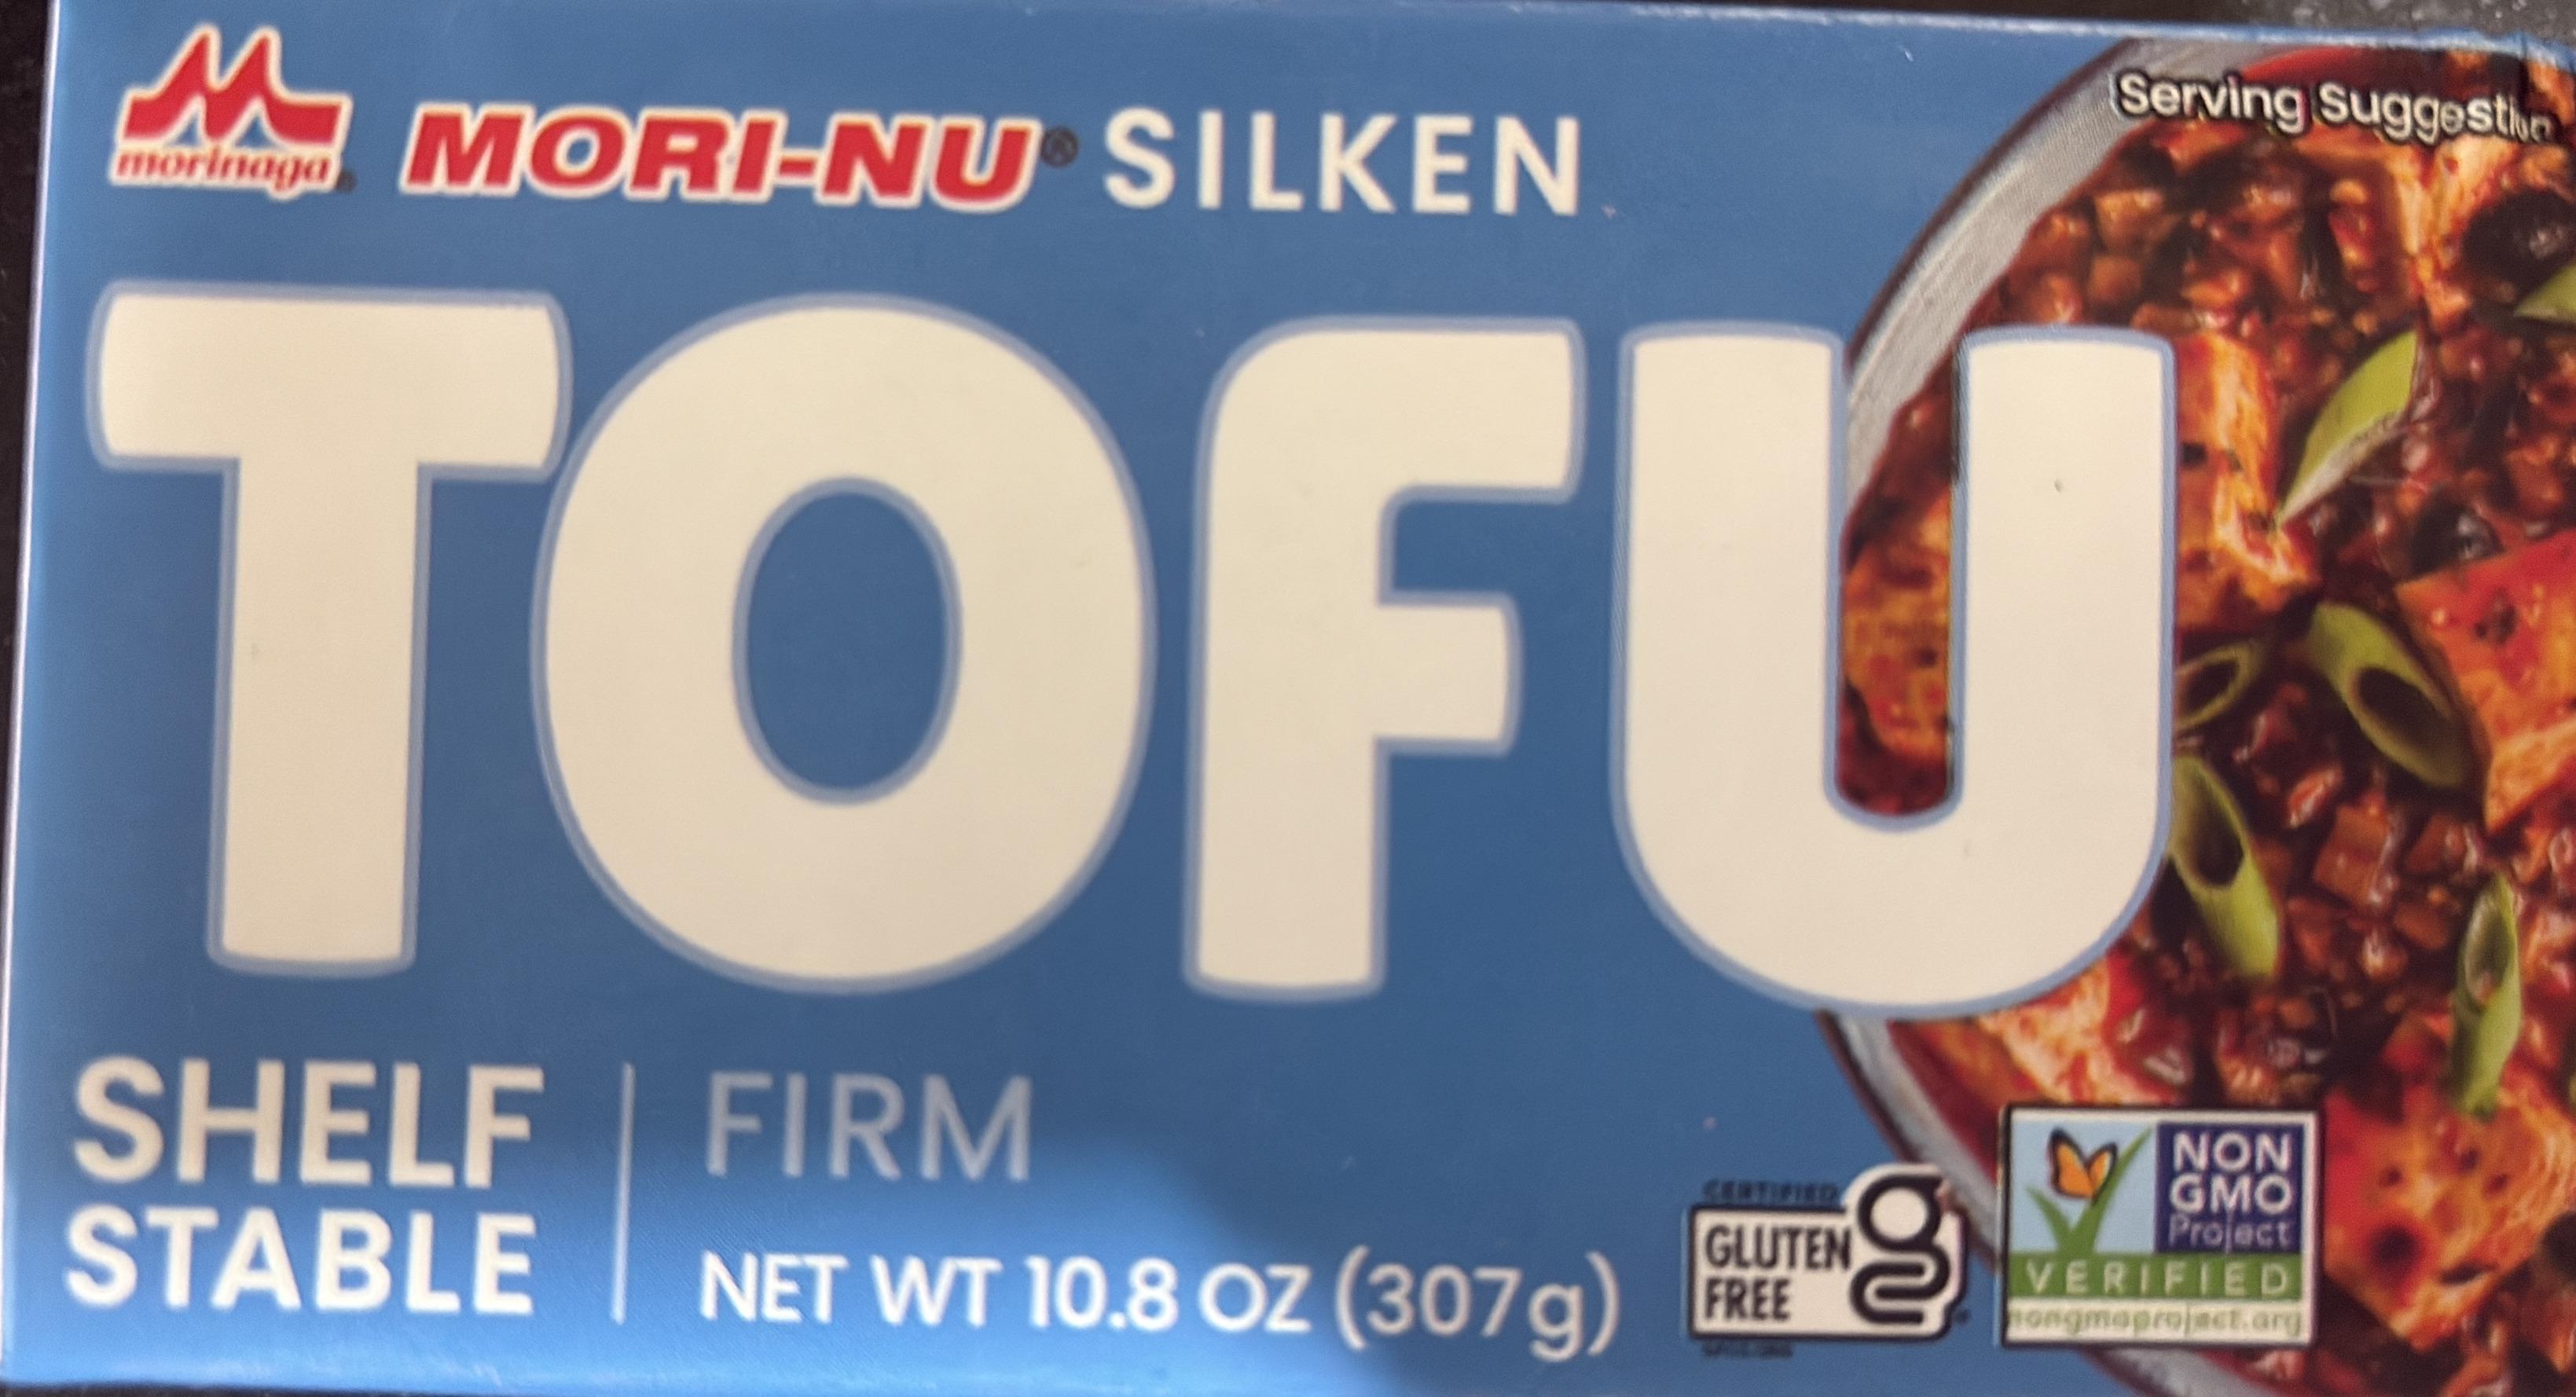 morinaga®
MORI-NU® SILKEN
Serving Suggestion
TOFU
SHELF
STABLE
FIRM
NET WT 10.8 OZ (307g)
CERTIFIED
GLUTEN
FREE
NON
GMO
Project
VERIFIED
nongmoproject.org